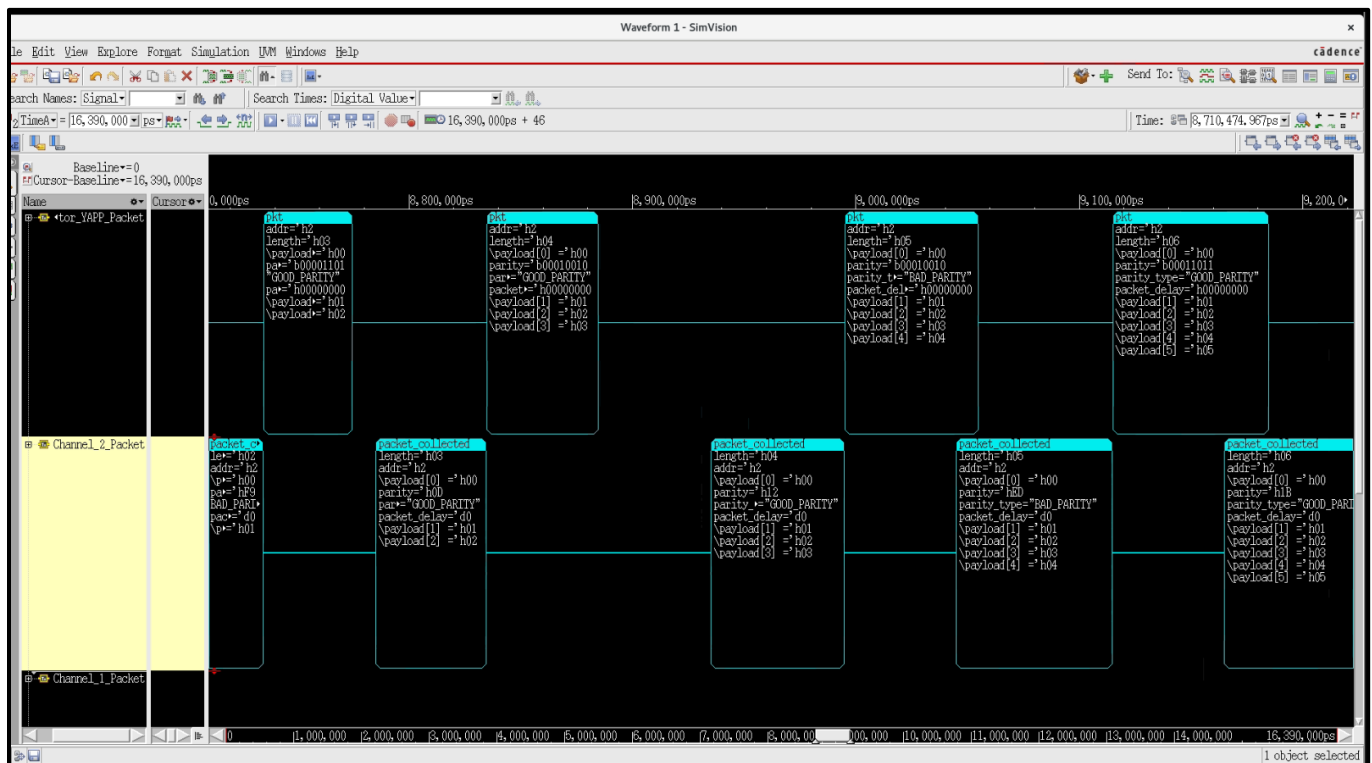 Waveform 1 - SimVision
x
le Edit View Explore Format Simulation UVM Windows Help
cādence
Send To:
earch Names: Signal Search Times: Digital Value
TimeA = 16,390,000 ps 16,390,000ps + 46 Time: 8,710,474.967ps
Baseline=0
Cursor-Baseline=16,390,000ps
Name Cursor 0,000ps 8,800,000ps 8,900,000ps 9,000,000ps 9,100,000ps 9,200,0
tor_YAPP_Packet
pkt
addr='h2
length='h03
\payload='h00
pa='b00001101
"GOOD_PARITY"
pa='h00000000
\payload='h01
\payload='h02
pkt
addr='h2
length='h04
\payload[0] ='h00
parity='b00010010
par="GOOD_PARITY"
packet='h00000000
\payload[1] ='h01
\payload[2] ='h02
\payload[3] ='h03
pkt
addr='h2
length='h05
\payload[0] ='h00
parity='b00010010
parity_t="BAD_PARITY"
packet_del='h00000000
\payload[1] ='h01
\payload[2] ='h02
\payload[3] ='h03
\payload[4] ='h04
pkt
addr='h2
length='h06
\payload[0] ='h00
parity='b00011011
parity_type="GOOD_PARITY"
packet_delay='h00000000
\payload[1] ='h01
\payload[2] ='h02
\payload[3] ='h03
\payload[4] ='h04
\payload[5] ='h05
Channel_2_Packet
packet_c
le='h02
addr='h2
\p='h00
pa='hF9
BAD_PARI
pac='d0
\p='h01
packet_collected
length='h03
addr='h2
\payload[0] ='h00
parity='h0D
par="GOOD_PARITY"
packet_delay='d0
\payload[1] ='h01
\payload[2] ='h02
packet_collected
length='h04
addr='h2
\payload[0] ='h00
parity='h12
parity_="GOOD_PARITY"
packet_delay='d0
\payload[1] ='h01
\payload[2] ='h02
\payload[3] ='h03
packet_collected
length='h05
addr='h2
\payload[0] ='h00
parity='hED
parity_type="BAD_PARITY"
packet_delay='d0
\payload[1] ='h01
\payload[2] ='h02
\payload[3] ='h03
\payload[4] ='h04
packet_collected
length='h06
addr='h2
\payload[0] ='h00
parity='h1B
parity_type="GOOD_PARI
packet_delay='d0
\payload[1] ='h01
\payload[2] ='h02
\payload[3] ='h03
\payload[4] ='h04
\payload[5] ='h05
Channel_1_Packet
0 1,000,000 2,000,000 3,000,000 4,000,000 5,000,000 6,000,000 7,000,000 8,000,00 00,000 10,000,000 11,000,000 12,000,000 13,000,000 14,000,000 16,390,000ps
1 object selected